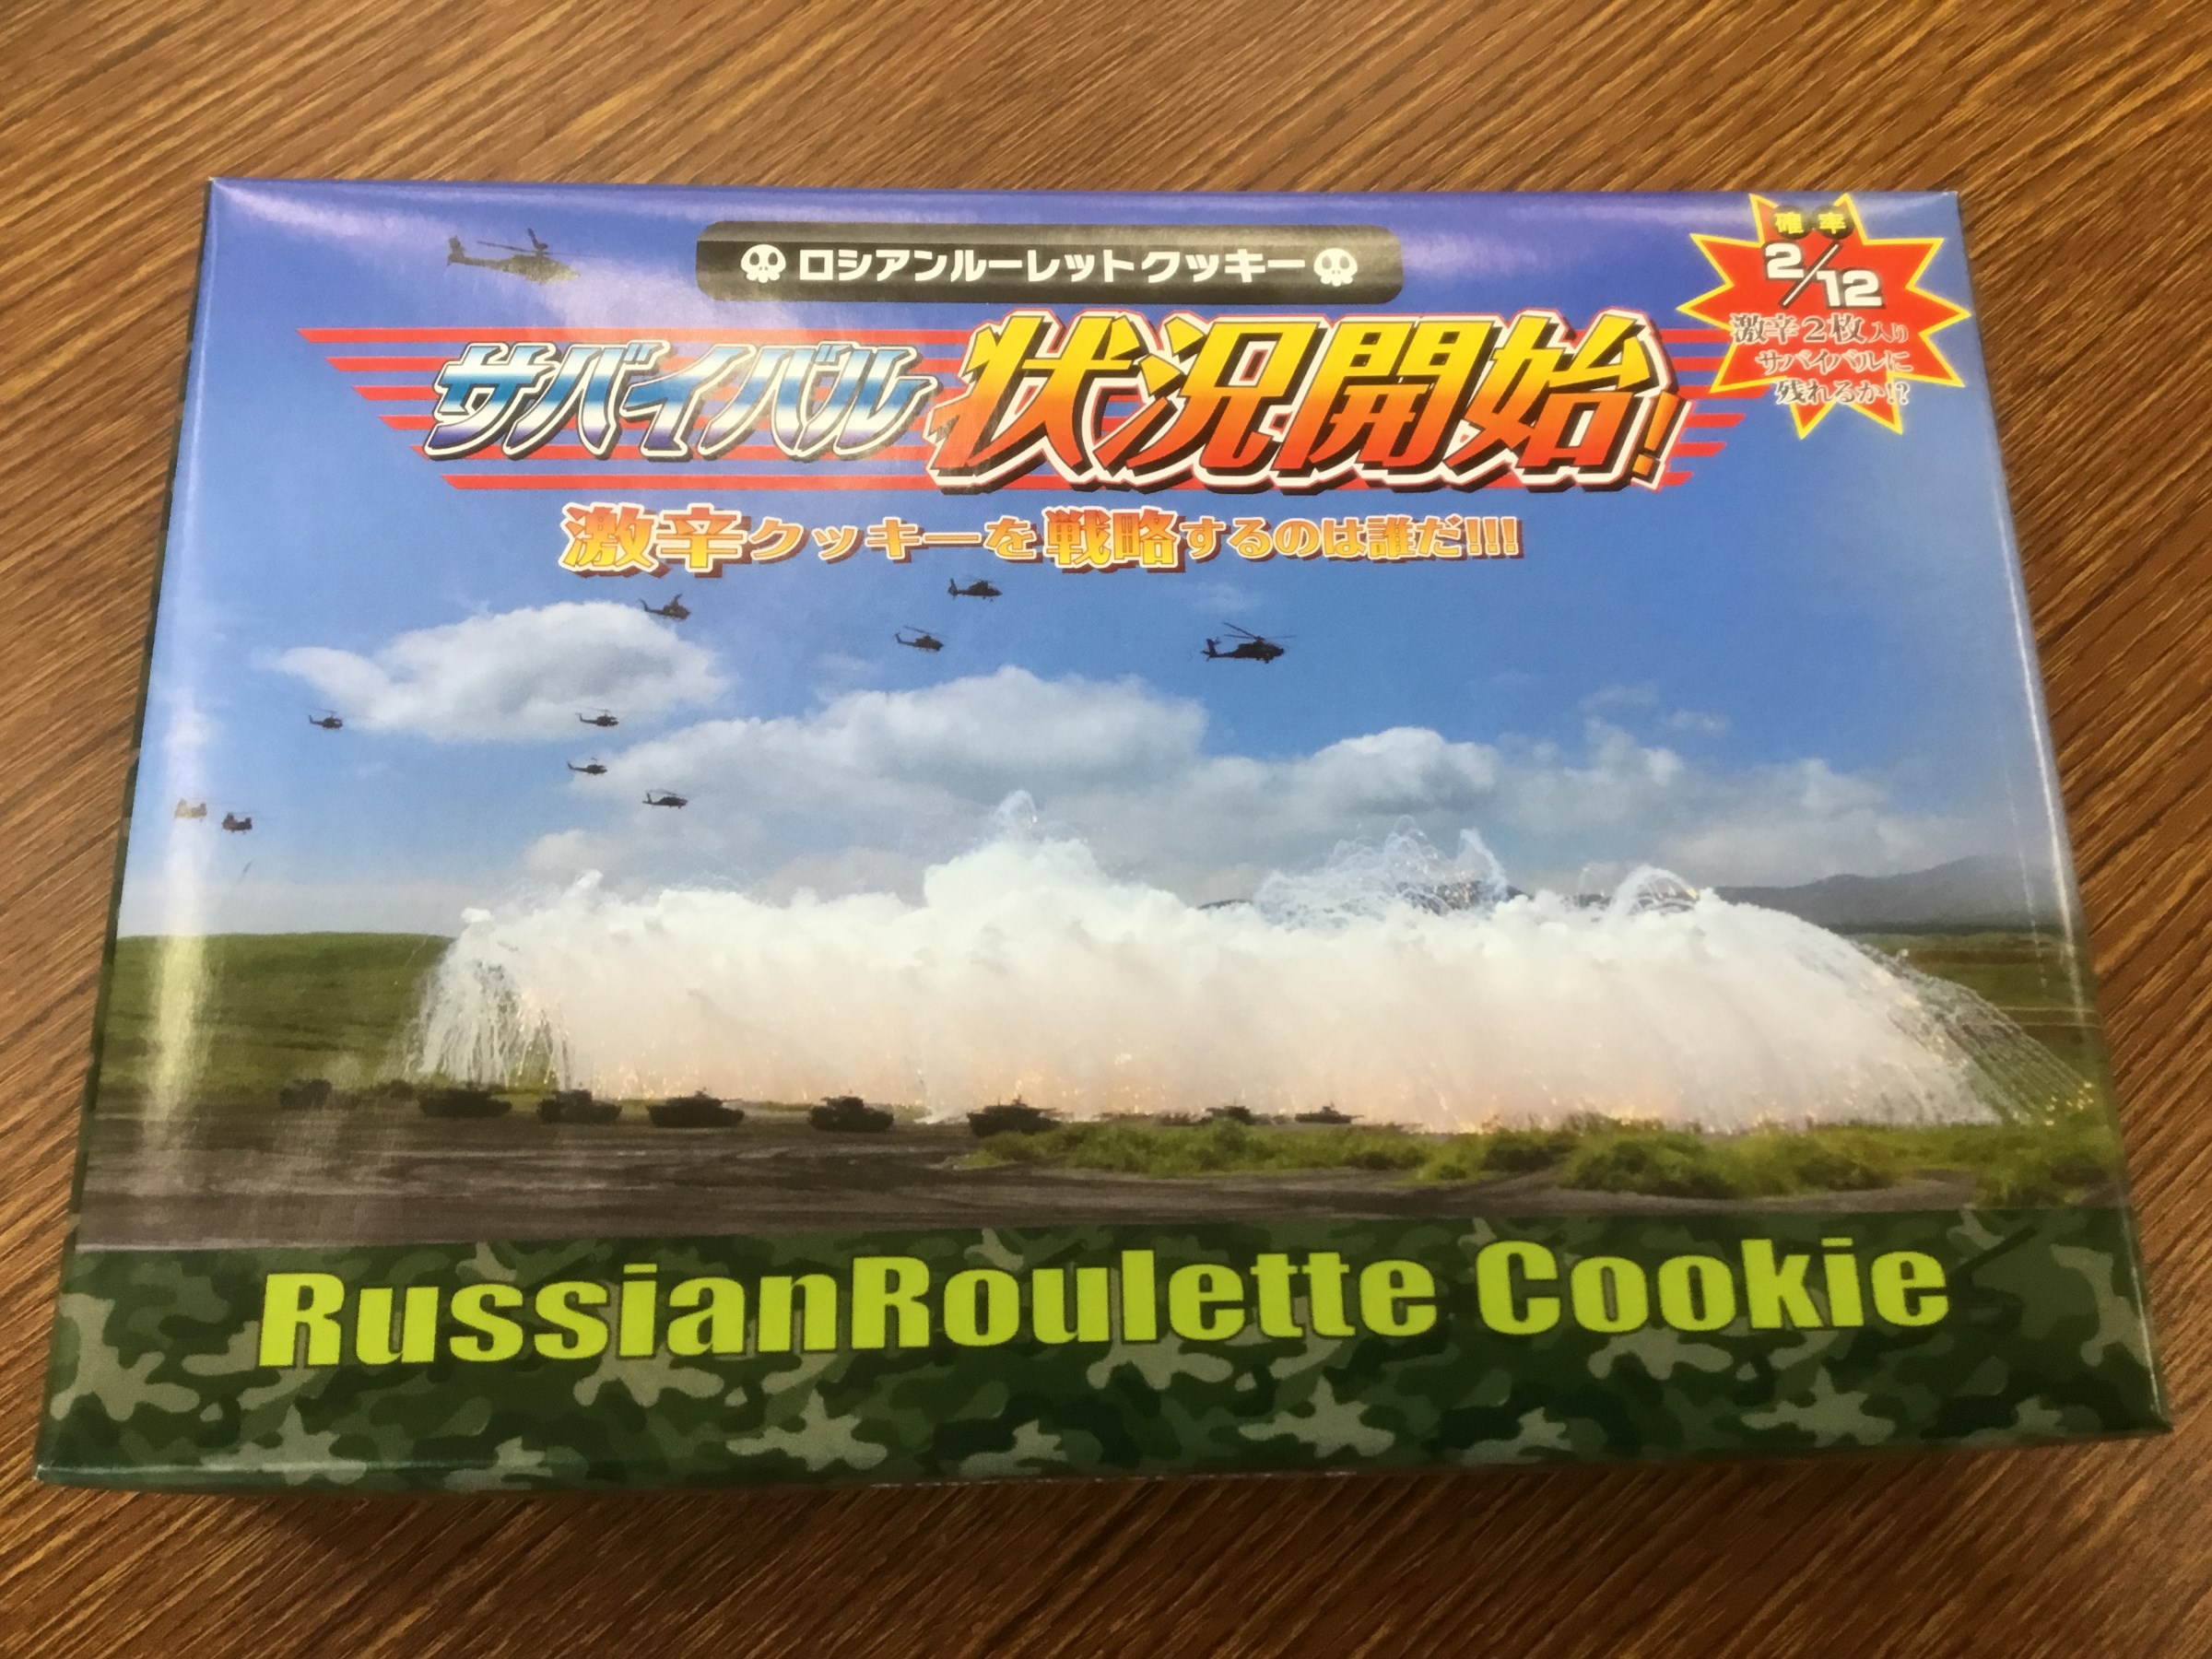 ロシアンルーレットクッキー
サバイバル状況開始!
激辛クッキーを戦略するのは誰だ!!!
確率
2/12
激辛2枚入り
サバイバルに
残れるか!?
RussianRoulette Cookie